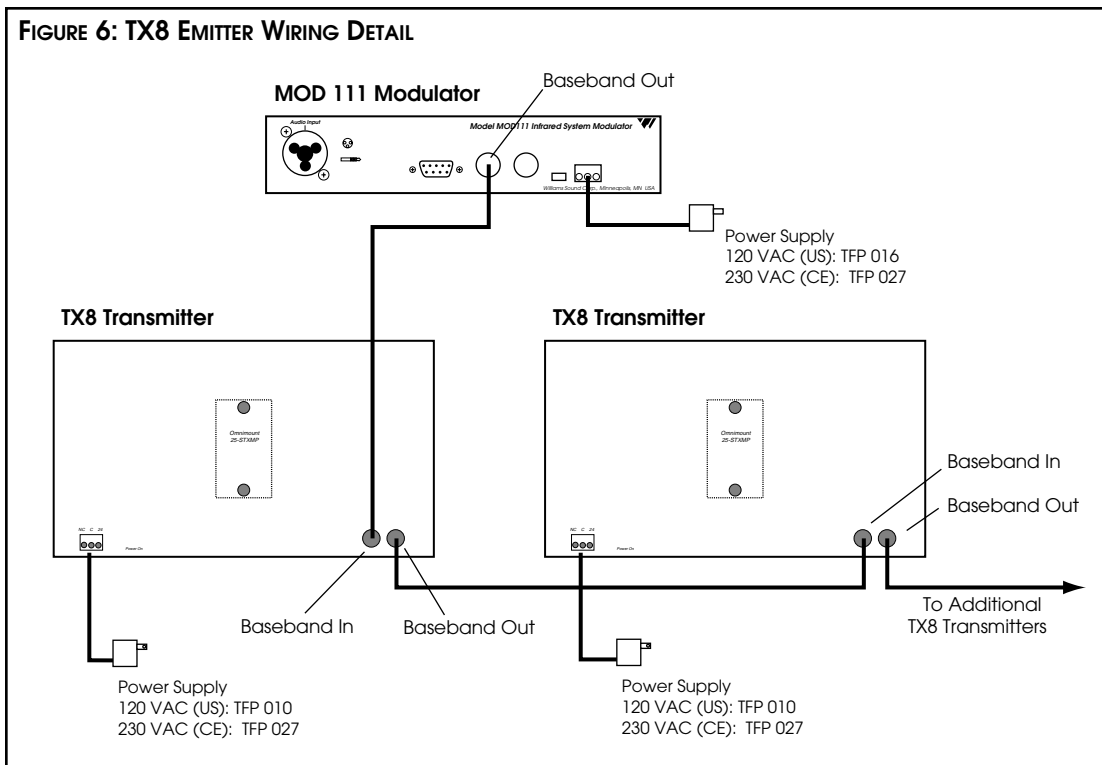 FIGURE 6: TX8 EMITTER WIRING DETAIL
Baseband Out
MOD 111 Modulator
Audio Input
Model MOD111 Infrared System Modulator
Williams Sound Corp., Minneapolis, MN. USA
Power Supply
120 VAC (US): TFP 016
230 VAC (CE): TFP 027
TX8 Transmitter
Omnimount
25-STXMP
NC C 24
Power On
Baseband In
Baseband Out
Power Supply
120 VAC (US): TFP 010
230 VAC (CE): TFP 027
TX8 Transmitter
Omnimount
25-STXMP
NC C 24
Power On
Baseband In
Baseband Out
To Additional
TX8 Transmitters
Power Supply
120 VAC (US): TFP 010
230 VAC (CE): TFP 027